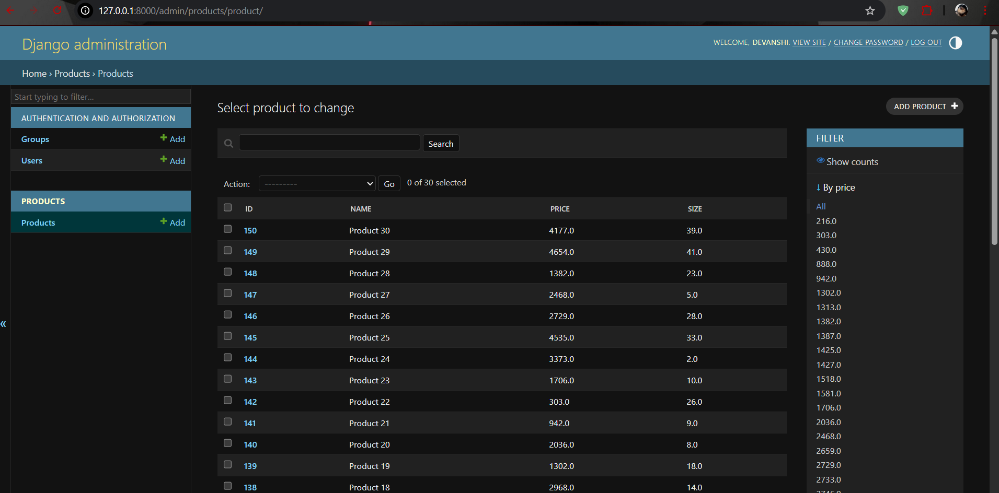 127.0.0.1:8000/admin/products/product/
Django administration
WELCOME, DEVANSHI. VIEW SITE / CHANGE PASSWORD / LOG OUT
Home › Products › Products
Start typing to filter...
AUTHENTICATION AND AUTHORIZATION
Groups + Add
Users + Add
PRODUCTS
Products + Add
«
Select product to change
ADD PRODUCT +
Search
Action: --------- Go 0 of 30 selected
ID NAME PRICE SIZE
150 Product 30 4177.0 39.0
149 Product 29 4654.0 41.0
148 Product 28 1382.0 23.0
147 Product 27 2468.0 5.0
146 Product 26 2729.0 28.0
145 Product 25 4535.0 33.0
144 Product 24 3373.0 2.0
143 Product 23 1706.0 10.0
142 Product 22 303.0 26.0
141 Product 21 942.0 9.0
140 Product 20 2036.0 8.0
139 Product 19 1302.0 18.0
138 Product 18 2968.0 14.0
FILTER
Show counts
↓ By price
All
216.0
303.0
430.0
888.0
942.0
1302.0
1313.0
1382.0
1387.0
1425.0
1427.0
1518.0
1581.0
1706.0
2036.0
2468.0
2659.0
2729.0
2733.0